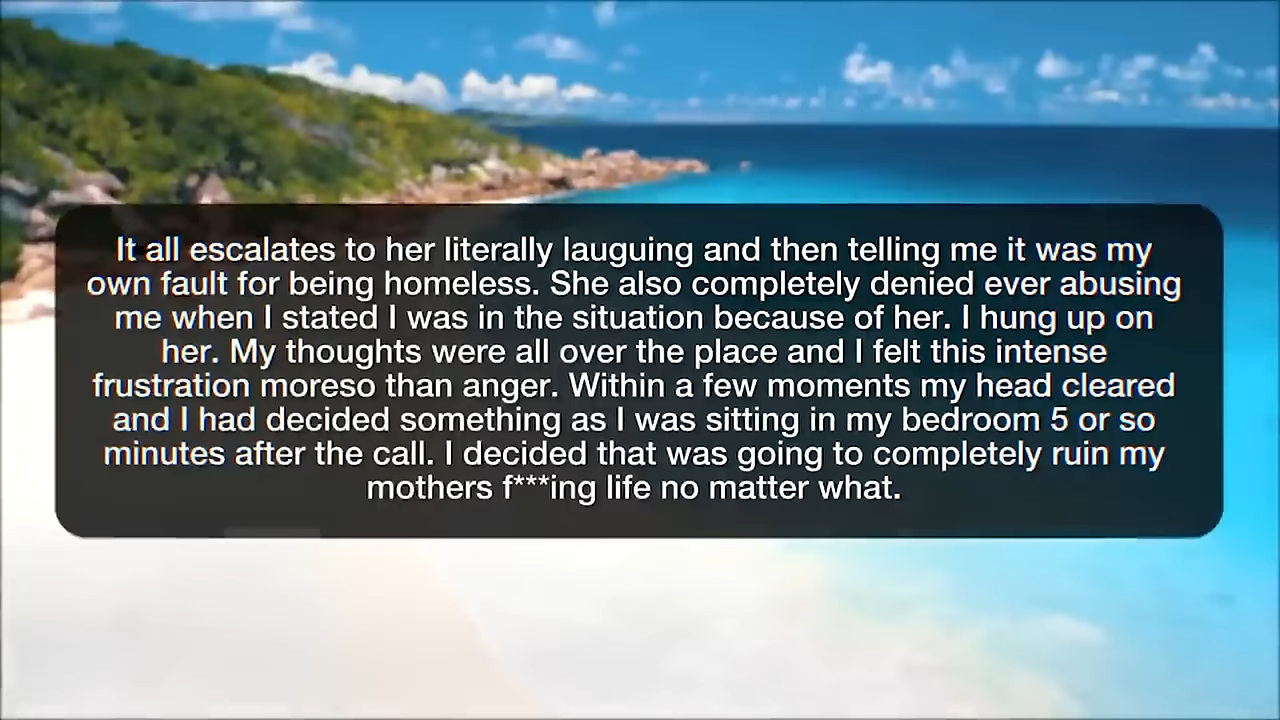 It all escalates to her literally lauguing and then telling me it was my
own fault for being homeless. She also completely denied ever abusing
me when I stated I was in the situation because of her. I hung up on
her. My thoughts were all over the place and I felt this intense
frustration moreso than anger. Within a few moments my head cleared
and I had decided something as I was sitting in my bedroom 5 or so
minutes after the call. I decided that was going to completely ruin my
mothers f***ing life no matter what.